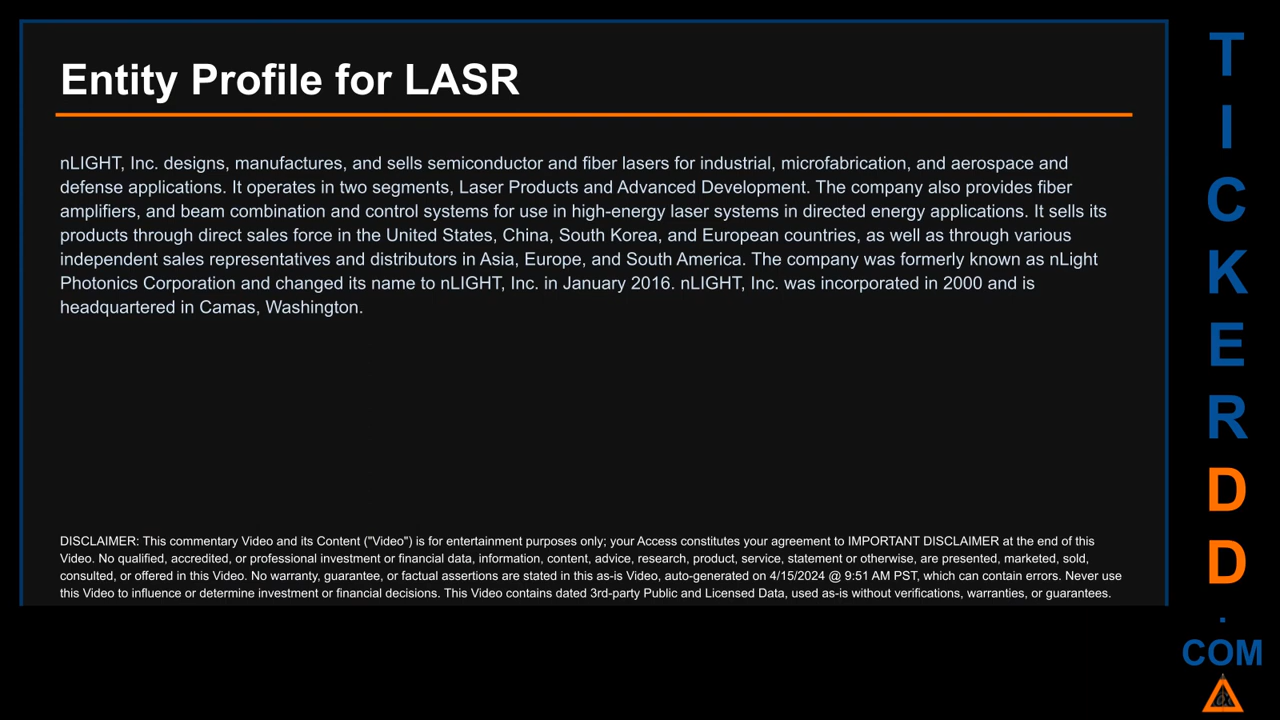 Entity Profile for LASR
nLIGHT, Inc. designs, manufactures, and sells semiconductor and fiber lasers for industrial, microfabrication, and aerospace and
defense applications. It operates in two segments, Laser Products and Advanced Development. The company also provides fiber
amplifiers, and beam combination and control systems for use in high-energy laser systems in directed energy applications. It sells its
products through direct sales force in the United States, China, South Korea, and European countries, as well as through various
independent sales representatives and distributors in Asia, Europe, and South America. The company was formerly known as nLight
Photonics Corporation and changed its name to nLIGHT, Inc. in January 2016. nLIGHT, Inc. was incorporated in 2000 and is
headquartered in Camas, Washington.
DISCLAIMER: This commentary Video and its Content ("Video") is for entertainment purposes only; your Access constitutes your agreement to IMPORTANT DISCLAIMER at the end of this
Video. No qualified, accredited, or professional investment or financial data, information, content, advice, research, product, service, statement or otherwise, are presented, marketed, sold,
consulted, or offered in this Video. No warranty, guarantee, or factual assertions are stated in this as-is Video, auto-generated on 4/15/2024 @ 9:51 AM PST, which can contain errors. Never use
this Video to influence or determine investment or financial decisions. This Video contains dated 3rd-party Public and Licensed Data, used as-is without verifications, warranties, or guarantees.
T
I
C
K
E
R
D
D
.
COM